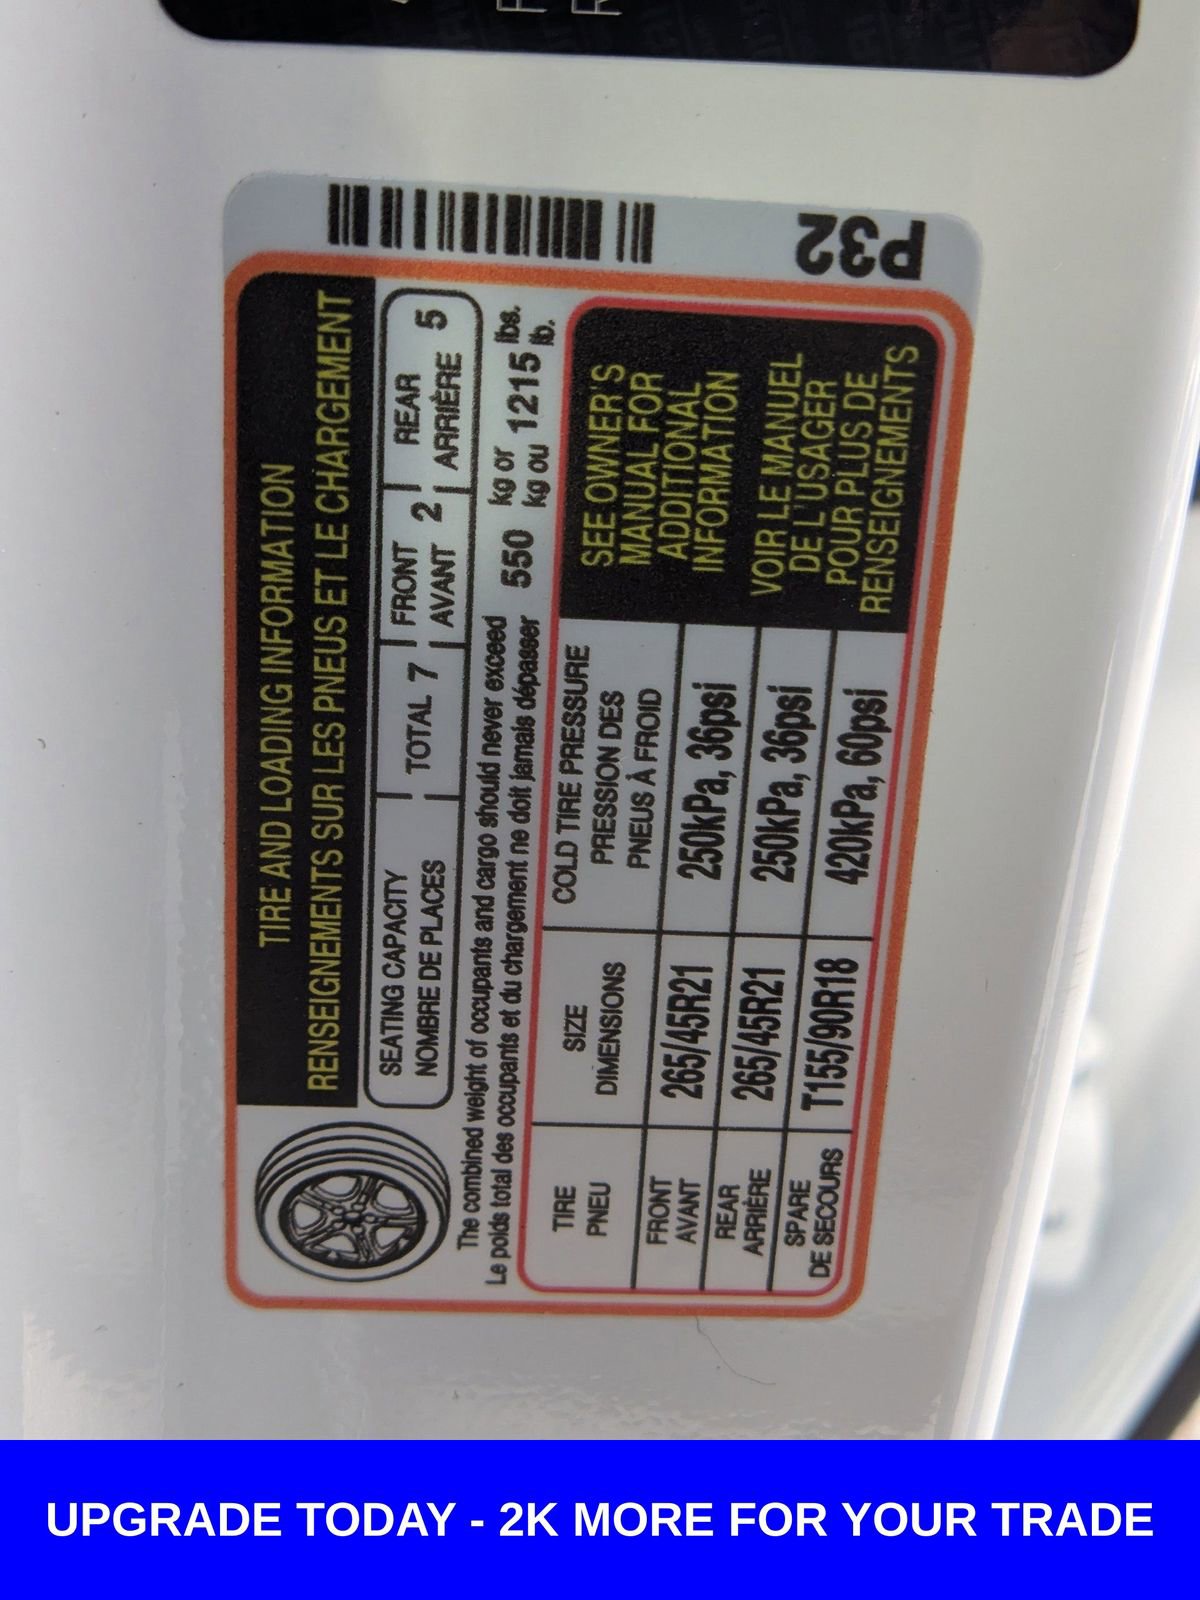 P32
TIRE AND LOADING INFORMATION
RENSEIGNEMENTS SUR LES PNEUS ET LE CHARGEMENT
SEATING CAPACITY
NOMBRE DE PLACES
TOTAL 7
FRONT
AVANT 2
REAR
ARRIÈRE 5
The combined weight of occupants and cargo should never exceed 550 kg or 1215 lbs.
Le poids total des occupants et du chargement ne doit jamais dépasser kg ou lb.
TIRE
PNEU
SIZE
DIMENSIONS
COLD TIRE PRESSURE
PRESSION DES
PNEUS À FROID
FRONT
AVANT
265/45R21
250kPa, 36psi
REAR
ARRIÈRE
265/45R21
250kPa, 36psi
SPARE
DE SECOURS
T155/90R18
420kPa, 60psi
SEE OWNER'S
MANUAL FOR
ADDITIONAL
INFORMATION
VOIR LE MANUEL
DE L'USAGER
POUR PLUS DE
RENSEIGNEMENTS
UPGRADE TODAY - 2K MORE FOR YOUR TRADE